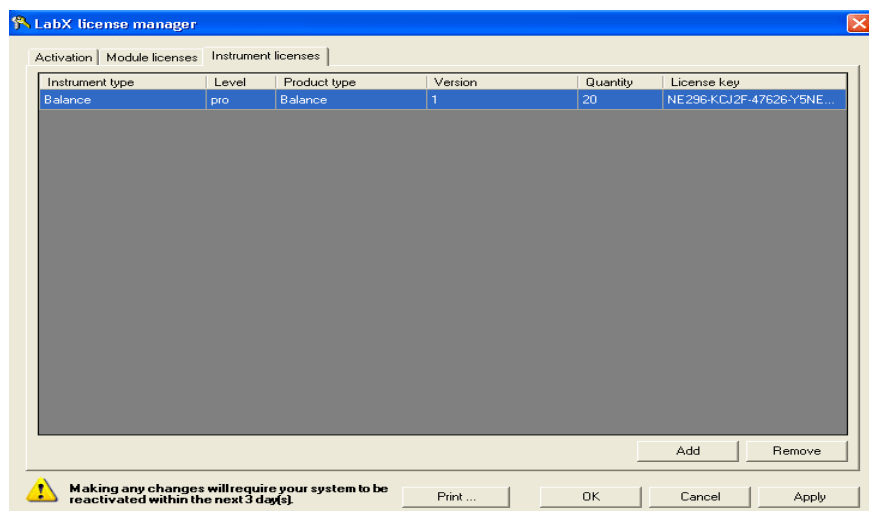 LabX license manager
Activation Module licenses Instrument licenses
Instrument type Level Product type Version Quantity License key
Balance pro Balance 1 20 NE296-KCJ2F-47626-Y5NE...
Add Remove
Making any changes will require your system to be
reactivated within the next 3 day(s).
Print ... OK Cancel Apply